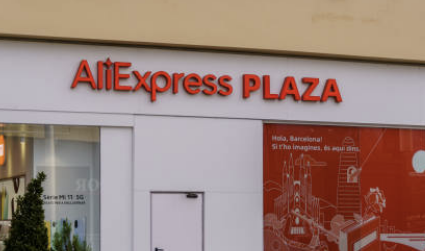 AliExpress PLAZA
Hola, Barcelona!
Si t'ho imagines, és aquí dins.
Serie Mi 11 5G